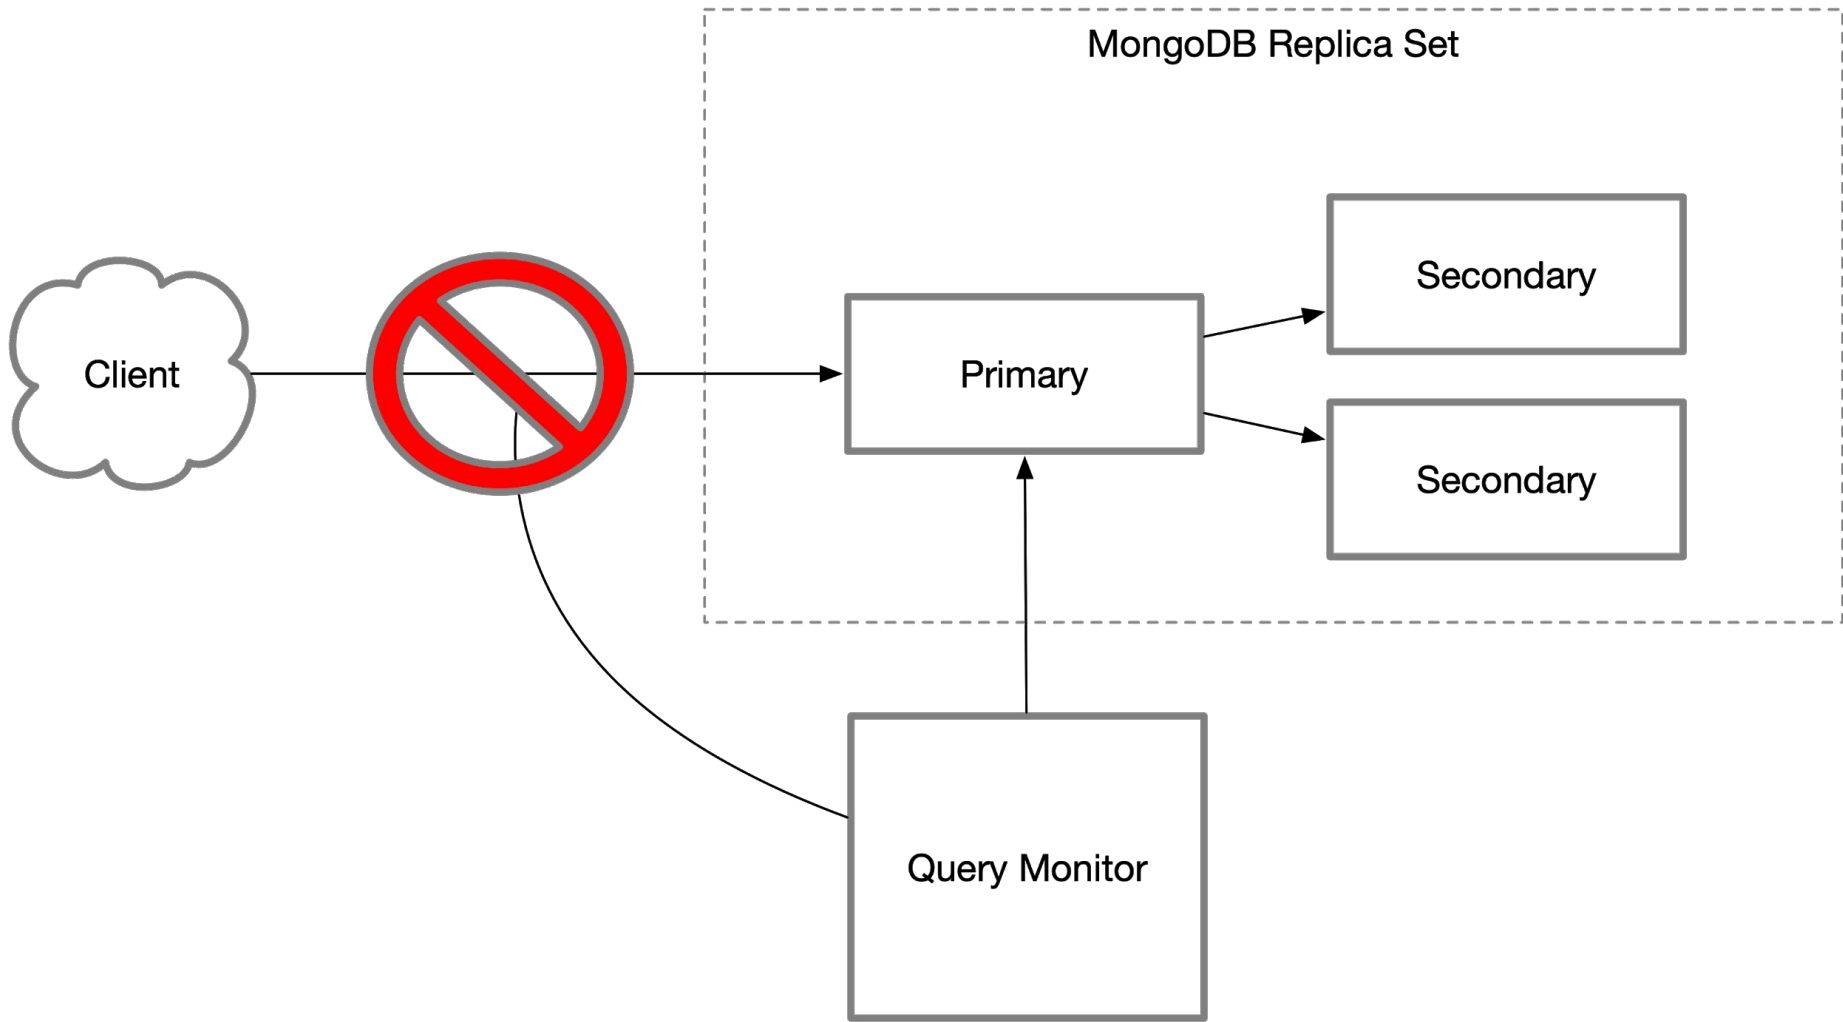 MongoDB Replica Set
Secondary
Client
Primary
Secondary
Query Monitor